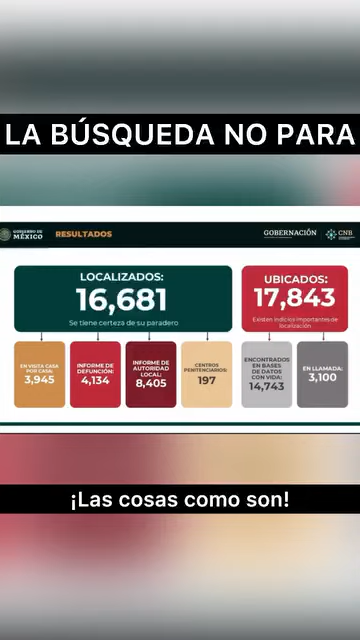 LA BÚSQUEDA NO PARA
GOBIERNO DE
MÉXICO
RESULTADOS
GOBERNACIÓN
CNB
LOCALIZADOS:
16,681
Se tiene certeza de su paradero
UBICADOS:
17,843
Existen indicios importantes de
localización
EN VISITA CASA
POR CASA:
3,945
INFORME DE
DEFUNCIÓN:
4,134
INFORME DE
AUTORIDAD
LOCAL:
8,405
CENTROS
PENITENCIARIOS:
197
ENCONTRADOS
EN BASES
DE DATOS
CON VIDA:
14,743
EN LLAMADA:
3,100
¡Las cosas como son!